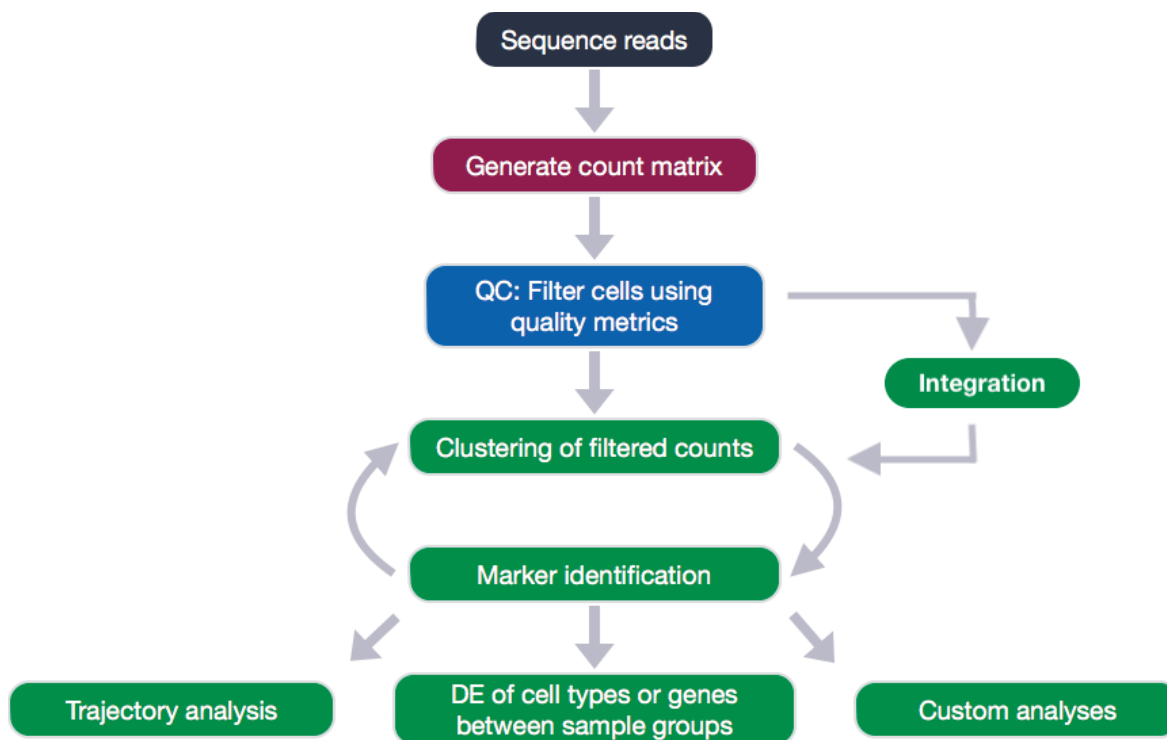 Sequence reads
Generate count matrix
QC: Filter cells using
quality metrics
Integration
Clustering of filtered counts
Marker identification
Trajectory analysis
DE of cell types or genes
between sample groups
Custom analyses